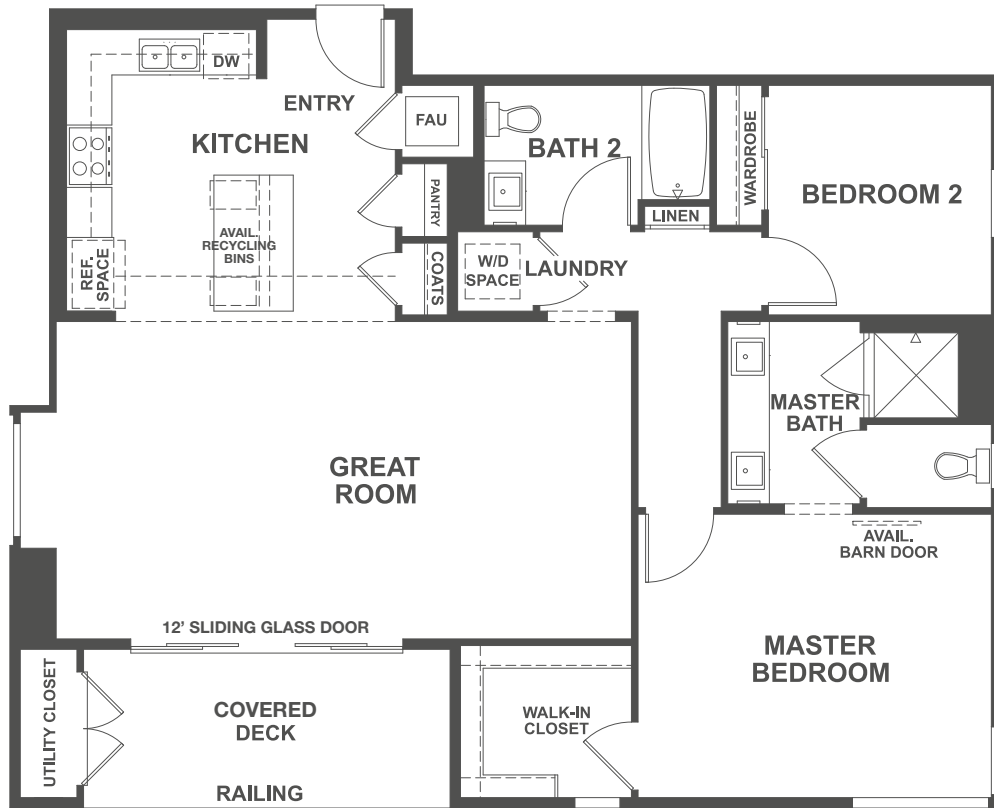 DW
ENTRY
KITCHEN
FAU
BATH 2
WARDROBE
BEDROOM 2
PANTRY
LINEN
AVAIL.
RECYCLING
BINS
REF.
SPACE
COATS
W/D
SPACE
LAUNDRY
MASTER
BATH
GREAT
ROOM
AVAIL.
BARN DOOR
12' SLIDING GLASS DOOR
MASTER
BEDROOM
UTILITY CLOSET
COVERED
DECK
WALK-IN
CLOSET
RAILING